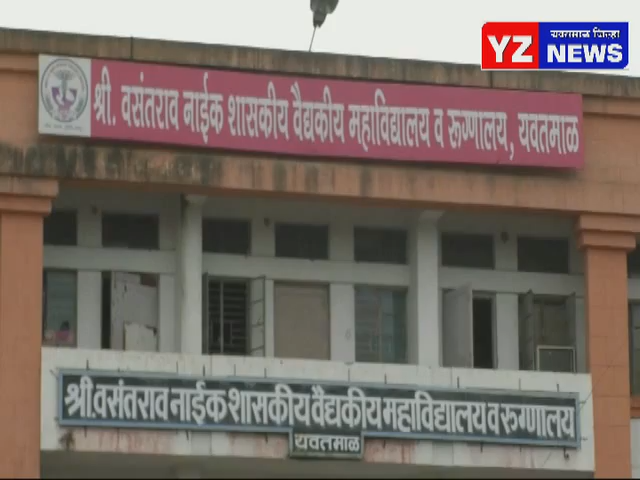 यवतमाळ जिल्हा
YZ NEWS
श्री. वसंतराव नाईक शासकीय वैद्यकीय महाविद्यालय व रुग्णालय, यवतमाळ
श्री.वसंतराव नाईक शासकीय वैद्यकीय महाविद्यालय व रुग्णालय
यवतमाळ